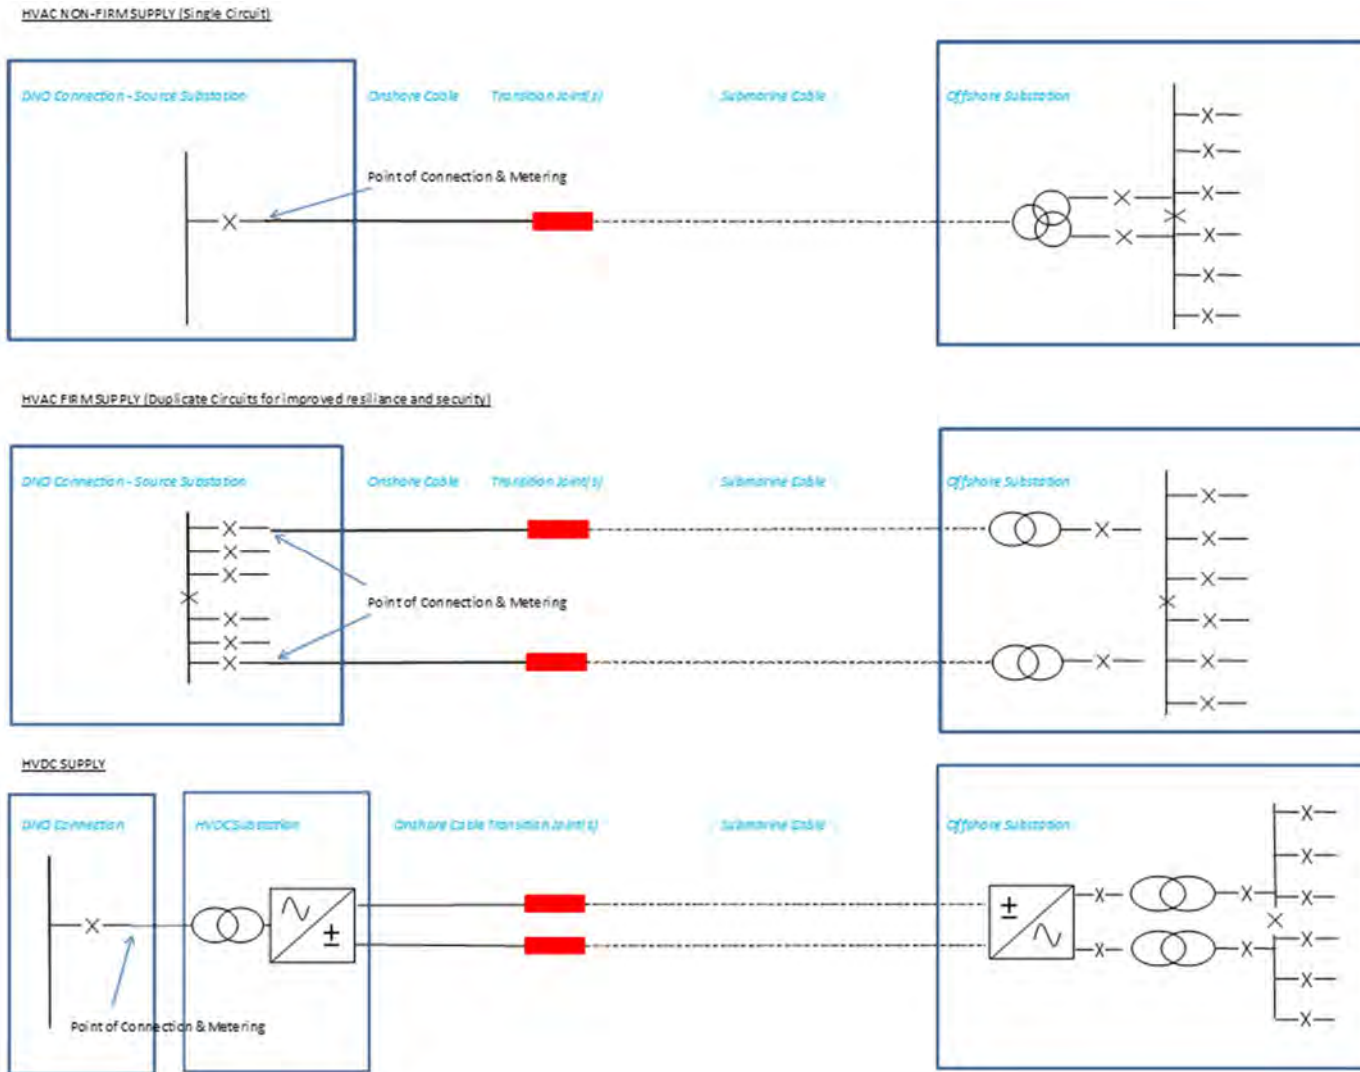 HVAC NON-FIRM SUPPLY (Single Circuit)
DNO Connection - Source Substation
Onshore Cable
Transition Joint(s)
Submarine Cable
Offshore Substation
Point of Connection & Metering
HVAC FIRM SUPPLY (Duplicate Circuits for improved resiliance and security)
DNO Connection - Source Substation
Onshore Cable
Transition Joint(s)
Submarine Cable
Offshore Substation
Point of Connection & Metering
HVDC SUPPLY
DNO Connection
HVDC Substation
Onshore Cable Transition Joint(s)
Submarine Cable
Offshore Substation
Point of Connection & Metering